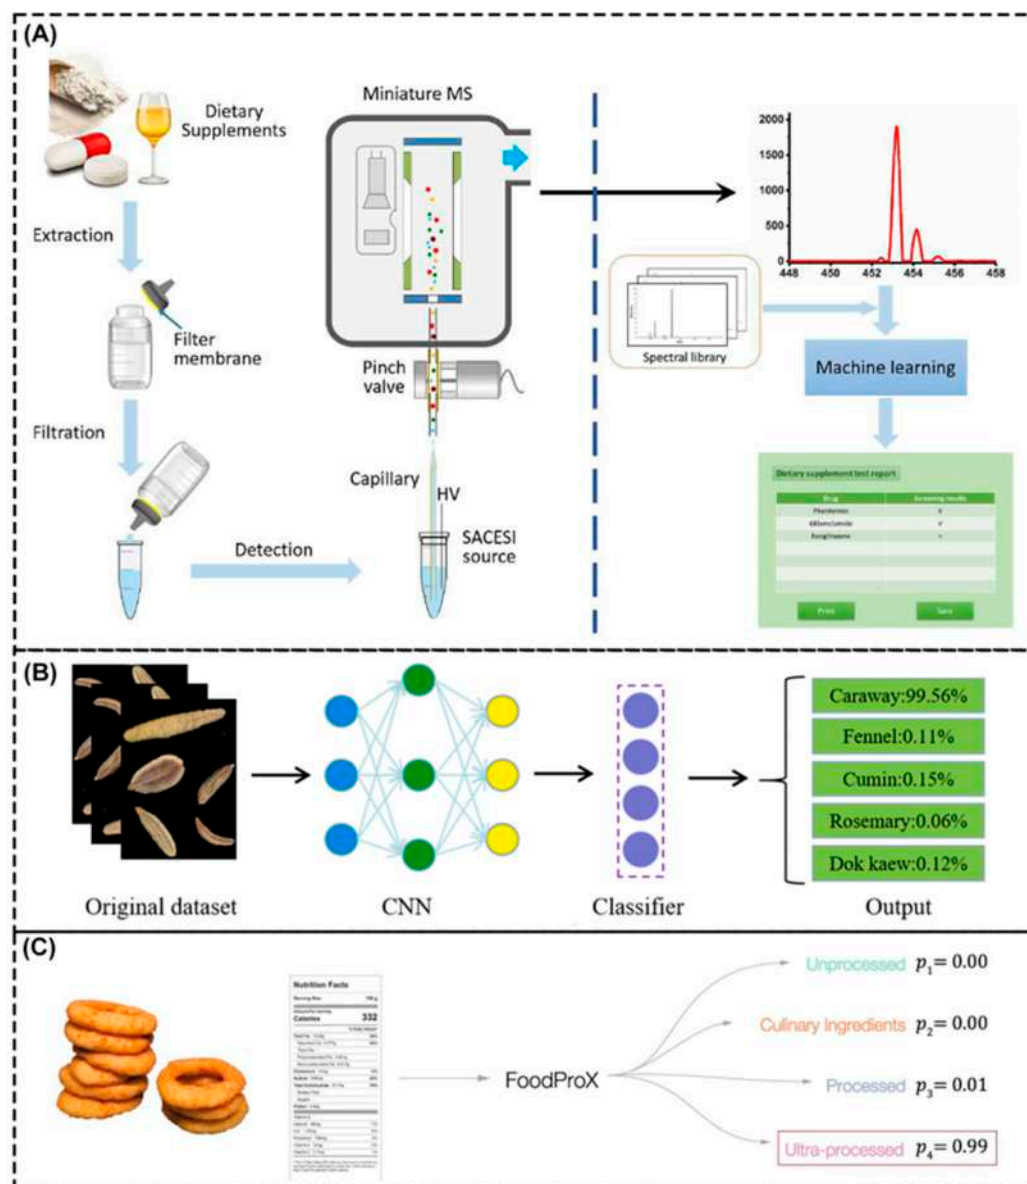 (A)
Dietary
Supplements
Extraction
Filter
membrane
Filtration
Detection
Miniature MS
Pinch
valve
Capillary
HV
SACESI
source
2000
1500
1000
500
0
448 450 452 454 456 458
Spectral library
Machine learning
Dietary supplement test report
Drug Screening results
Print
Save
(B)
Original dataset
CNN
Classifier
Output
Caraway:99.56%
Fennel:0.11%
Cumin:0.15%
Rosemary:0.06%
Dok kaew:0.12%
(C)
Nutrition Facts
Calories 332
FoodProX
Unprocessed p1= 0.00
Culinary Ingredients p2= 0.00
Processed p3= 0.01
Ultra-processed p4= 0.99